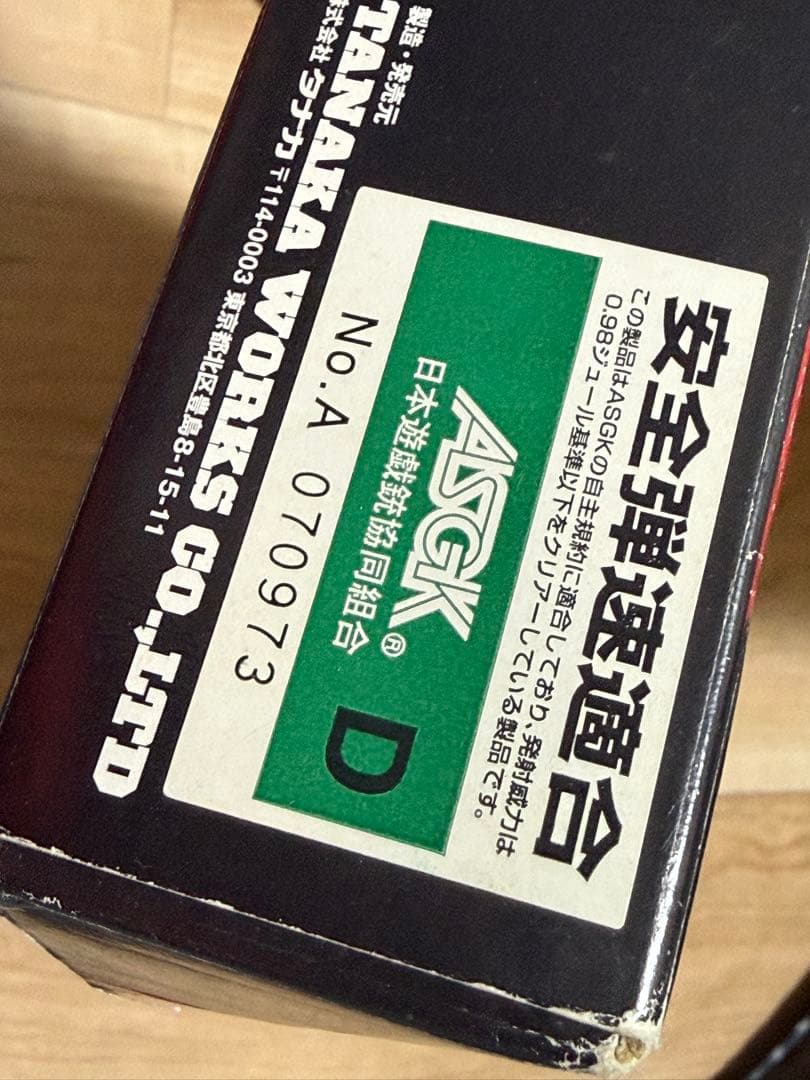 安全弾速適合
この製品はASGKの自主規約に適合しており、発射威力は
0.98ジュール基準以下をクリアーしている製品です。
ASGK®
日本遊戯銃協同組合
D
No.A 070973
製造・発売元
TANAKA WORKS CO.,LTD
株式会社 タナカ 〒114-0003 東京都北区豊島8-15-11